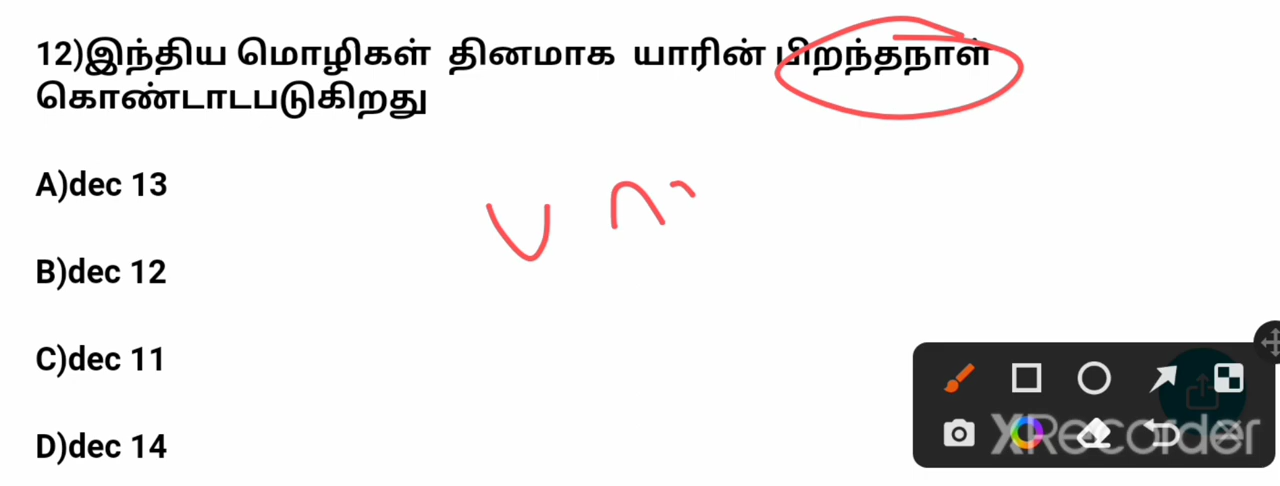 12)இந்திய மொழிகள் தினமாக யாரின் பிறந்தநாள்
கொண்டாடபடுகிறது
A)dec 13
B)dec 12
C)dec 11
D)dec 14
XRecorder